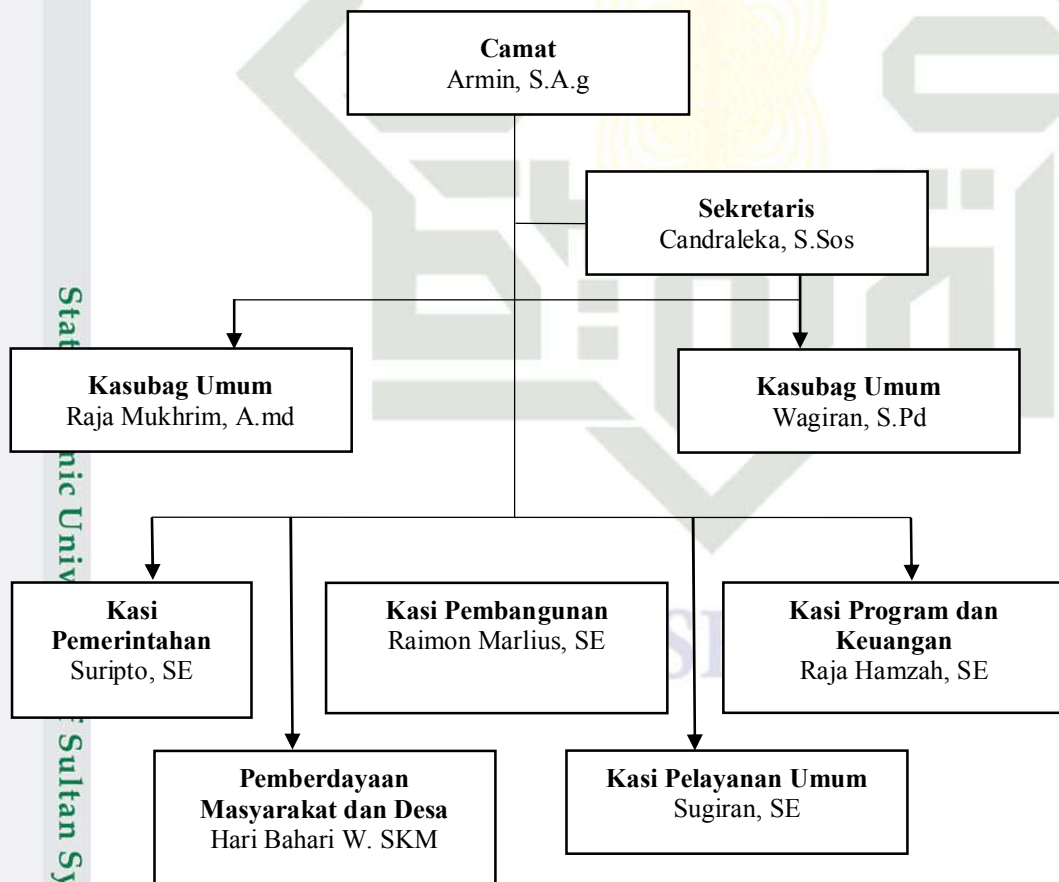 Camat
Armin, S.A.g
Sekretaris
Candraleka, S.Sos
Kasubag Umum
Raja Mukhrim, A.md
Kasubag Umum
Wagiran, S.Pd
Kasi
Pemerintahan
Suripto, SE
Kasi Pembangunan
Raimon Marlius, SE
Kasi Program dan
Keuangan
Raja Hamzah, SE
Pemberdayaan
Masyarakat dan Desa
Hari Bahari W. SKM
Kasi Pelayanan Umum
Sugiran, SE
Sultan